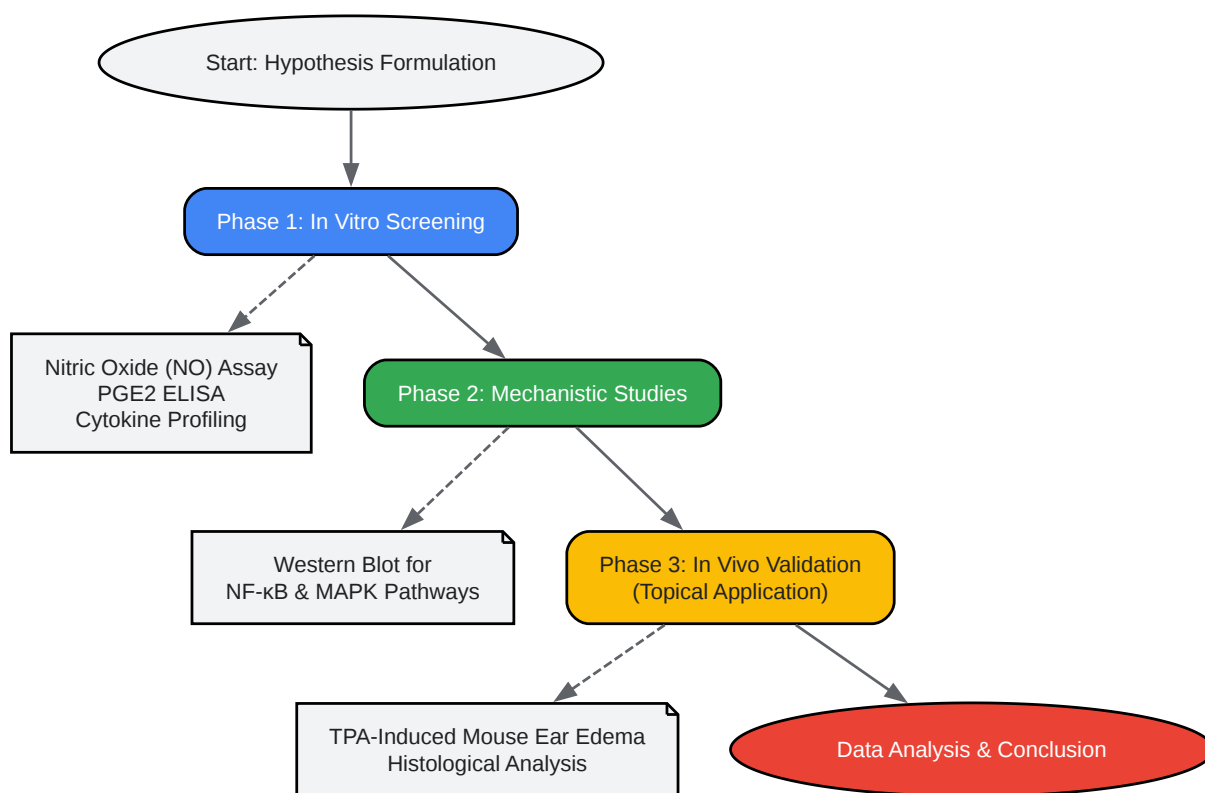 Start: Hypothesis Formulation
Phase 1: In Vitro Screening
Nitric Oxide (NO) Assay
PGE2 ELISA
Cytokine Profiling
Phase 2: Mechanistic Studies
Western Blot for
NF-κB & MAPK Pathways
Phase 3: In Vivo Validation
(Topical Application)
TPA-Induced Mouse Ear Edema
Histological Analysis
Data Analysis & Conclusion